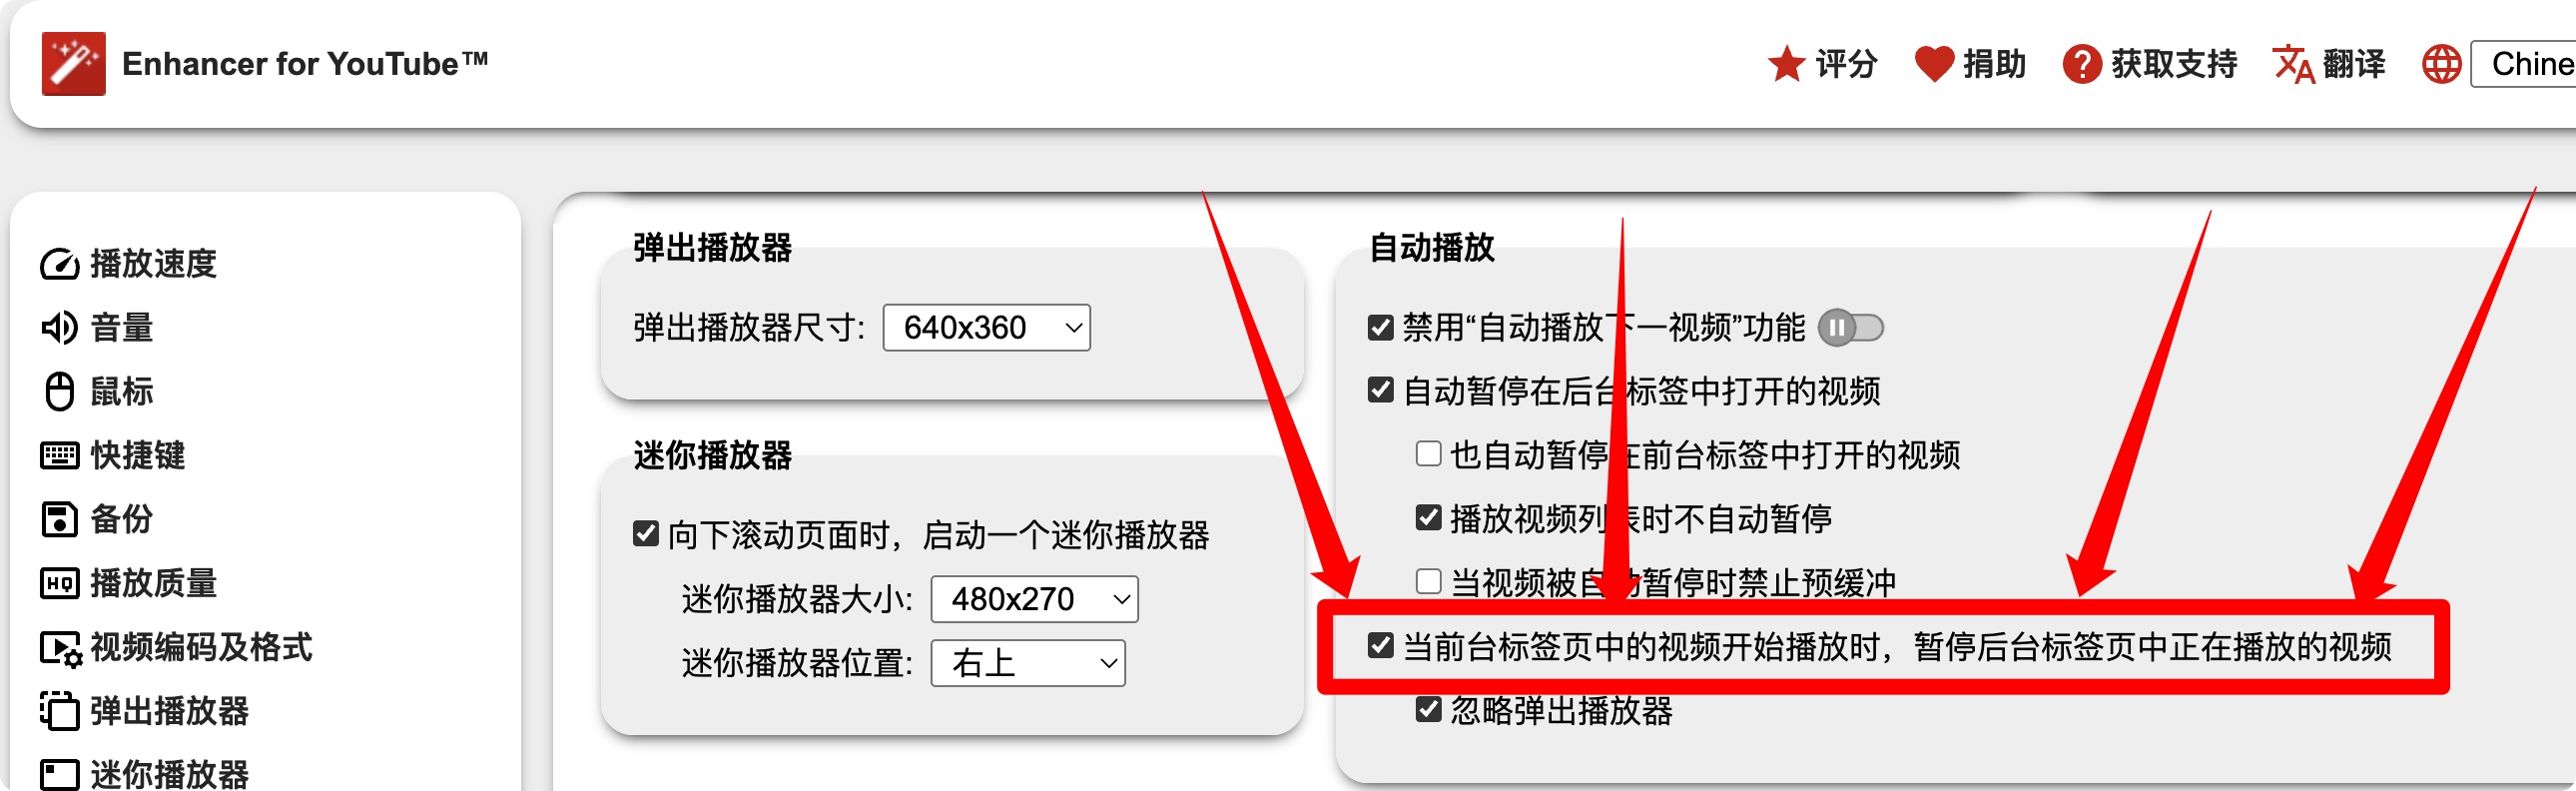 Enhancer for YouTube™
评分 捐助 获取支持 翻译 Chine
播放速度
音量
鼠标
快捷键
备份
HQ 播放质量
视频编码及格式
弹出播放器
迷你播放器
弹出播放器
弹出播放器尺寸: 640x360
迷你播放器
向下滚动页面时，启动一个迷你播放器
迷你播放器大小: 480x270
迷你播放器位置: 右上
自动播放
禁用“自动播放下一视频”功能
自动暂停在后台标签中打开的视频
也自动暂停在前台标签中打开的视频
播放视频列表时不自动暂停
当视频被自动暂停时禁止预缓冲
当前台标签页中的视频开始播放时，暂停后台标签页中正在播放的视频
忽略弹出播放器